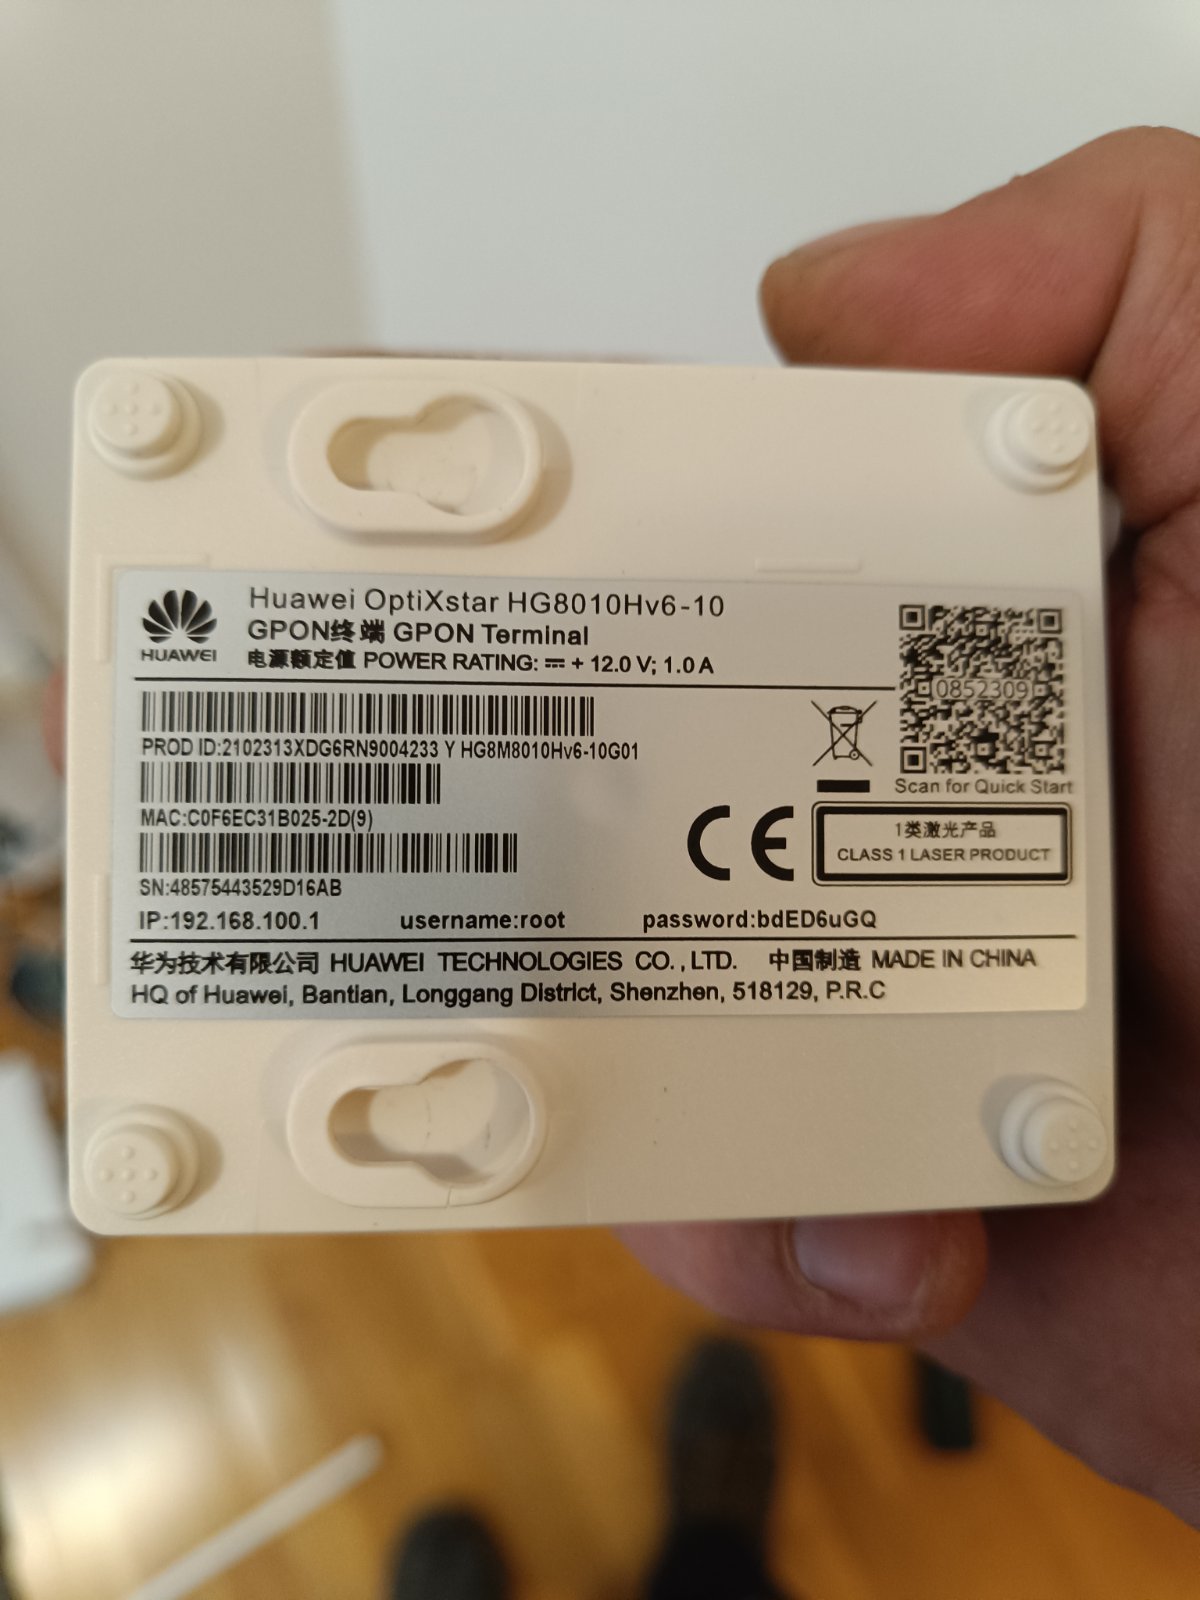 HUAWEI
Huawei OptiXstar HG8010Hv6-10
GPON终端 GPON Terminal
电源额定值 POWER RATING: ⎓ + 12.0 V; 1.0 A
0852309
Scan for Quick Start
PROD ID:2102313XDG6RN9004233 Y HG8M8010Hv6-10G01
MAC:C0F6EC31B025-2D(9)
SN:48575443529D16AB
CE
1类激光产品
CLASS 1 LASER PRODUCT
IP:192.168.100.1 username:root password:bdED6uGQ
华为技术有限公司 HUAWEI TECHNOLOGIES CO.,LTD. 中国制造 MADE IN CHINA
HQ of Huawei, Bantian, Longgang District, Shenzhen, 518129, P.R.C